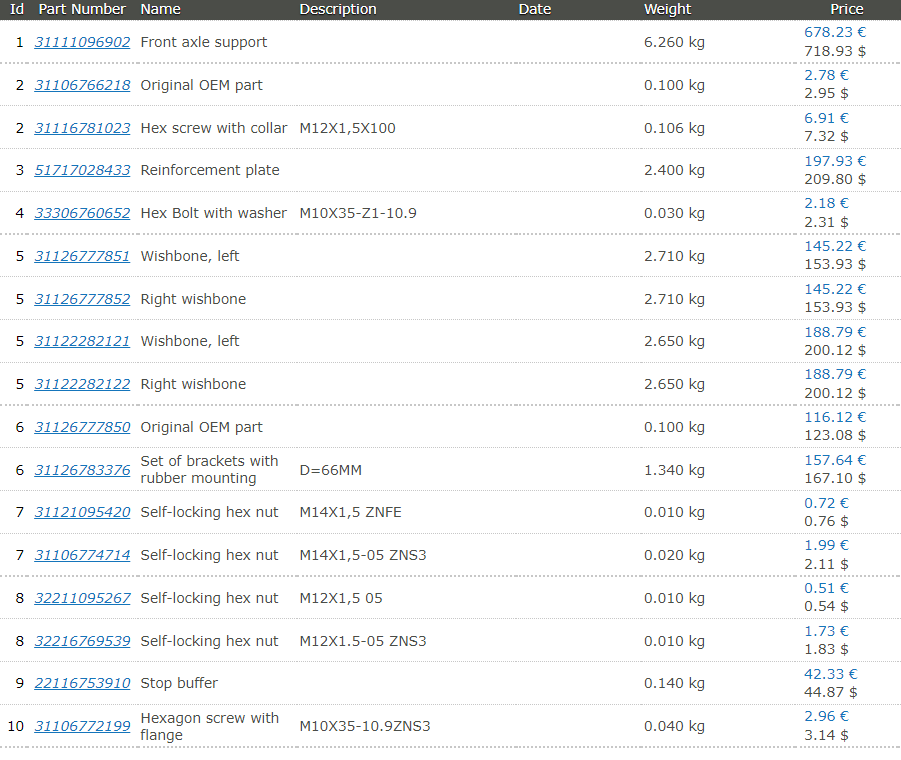 Id Part Number Name Description Date Weight Price
1 31111096902 Front axle support 6.260 kg 678.23 €
718.93 $
2 31106766218 Original OEM part 0.100 kg 2.78 €
2.95 $
2 31116781023 Hex screw with collar M12X1,5X100 0.106 kg 6.91 €
7.32 $
3 51717028433 Reinforcement plate 2.400 kg 197.93 €
209.80 $
4 33306760652 Hex Bolt with washer M10X35-Z1-10.9 0.030 kg 2.18 €
2.31 $
5 31126777851 Wishbone, left 2.710 kg 145.22 €
153.93 $
5 31126777852 Right wishbone 2.710 kg 145.22 €
153.93 $
5 31122282121 Wishbone, left 2.650 kg 188.79 €
200.12 $
5 31122282122 Right wishbone 2.650 kg 188.79 €
200.12 $
6 31126777850 Original OEM part 0.100 kg 116.12 €
123.08 $
6 31126783376 Set of brackets with D=66MM 1.340 kg 157.64 €
rubber mounting 167.10 $
7 31121095420 Self-locking hex nut M14X1,5 ZNFE 0.010 kg 0.72 €
0.76 $
7 31106774714 Self-locking hex nut M14X1,5-05 ZNS3 0.020 kg 1.99 €
2.11 $
8 32211095267 Self-locking hex nut M12X1,5 05 0.010 kg 0.51 €
0.54 $
8 32216769539 Self-locking hex nut M12X1.5-05 ZNS3 0.010 kg 1.73 €
1.83 $
9 22116753910 Stop buffer 0.140 kg 42.33 €
44.87 $
10 31106772199 Hexagon screw with M10X35-10.9ZNS3 0.040 kg 2.96 €
flange 3.14 $